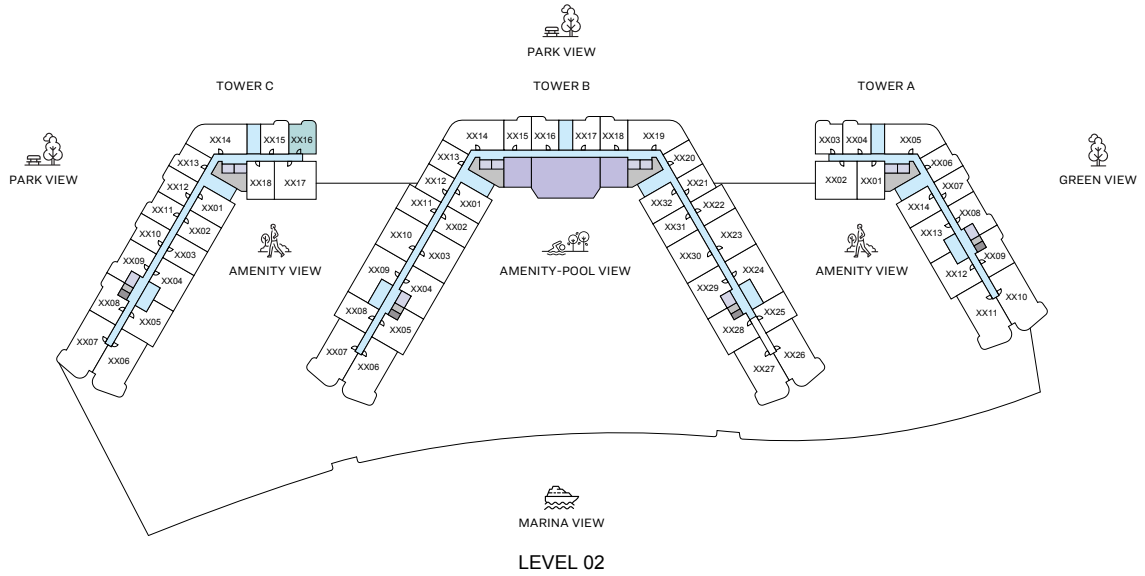 PARK VIEW
TOWER C
TOWER B
TOWER A
PARK VIEW
GREEN VIEW
XX14
XX15
XX16
XX13
XX18
XX17
XX12
XX01
XX11
XX02
XX10
XX03
XX09
XX04
XX08
XX05
XX07
XX06
XX14
XX15
XX16
XX17
XX18
XX19
XX13
XX20
XX12
XX01
XX32
XX21
XX11
XX02
XX31
XX22
XX10
XX03
XX30
XX23
XX09
XX04
XX29
XX24
XX08
XX05
XX28
XX25
XX07
XX06
XX27
XX26
XX03
XX04
XX05
XX02
XX01
XX06
XX14
XX07
XX13
XX08
XX12
XX09
XX11
XX10
AMENITY VIEW
AMENITY-POOL VIEW
AMENITY VIEW
MARINA VIEW
LEVEL 02